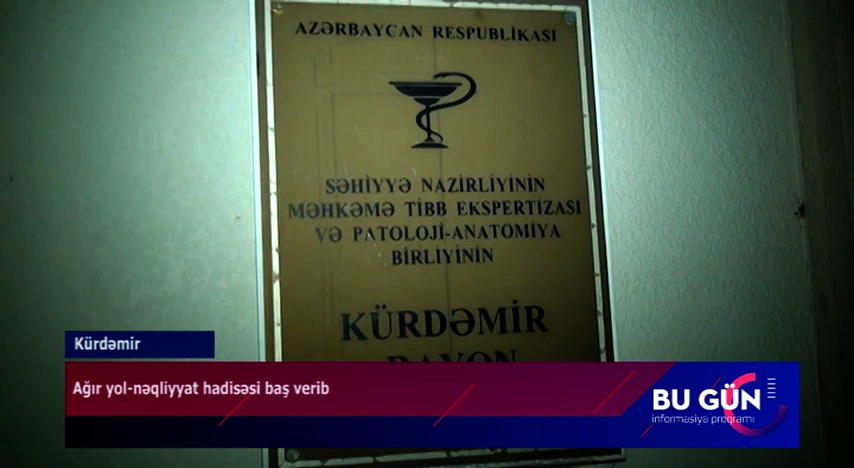 AZƏRBAYCAN RESPUBLİKASI
SƏHİYYƏ NAZİRLİYİNİN
MƏHKƏMƏ TİBB EKSPERTİZASI
VƏ PATOLOJİ-ANATOMİYA
BİRLİYİNİN
KÜRDƏMİR
RAYON
Kürdəmir
Ağır yol-nəqliyyat hadisəsi baş verib
BU GÜN
informasiya proqramı